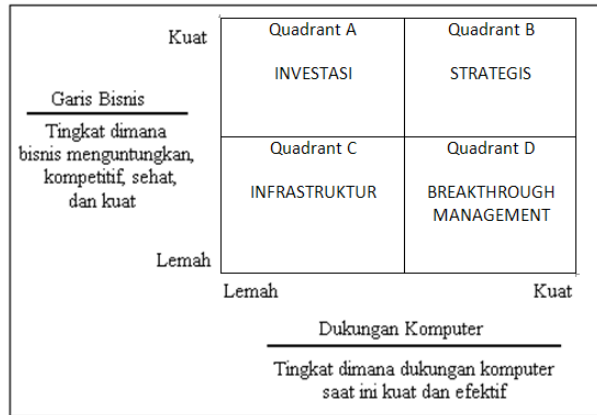 Kuat
Quadrant A
INVESTASI
Quadrant B
STRATEGIS
Garis Bisnis
Tingkat dimana
bisnis menguntungkan,
kompetitif, sehat,
dan kuat
Quadrant C
INFRASTRUKTUR
Quadrant D
BREAKTHROUGH
MANAGEMENT
Lemah
Lemah
Kuat
Dukungan Komputer
Tingkat dimana dukungan komputer
saat ini kuat dan efektif